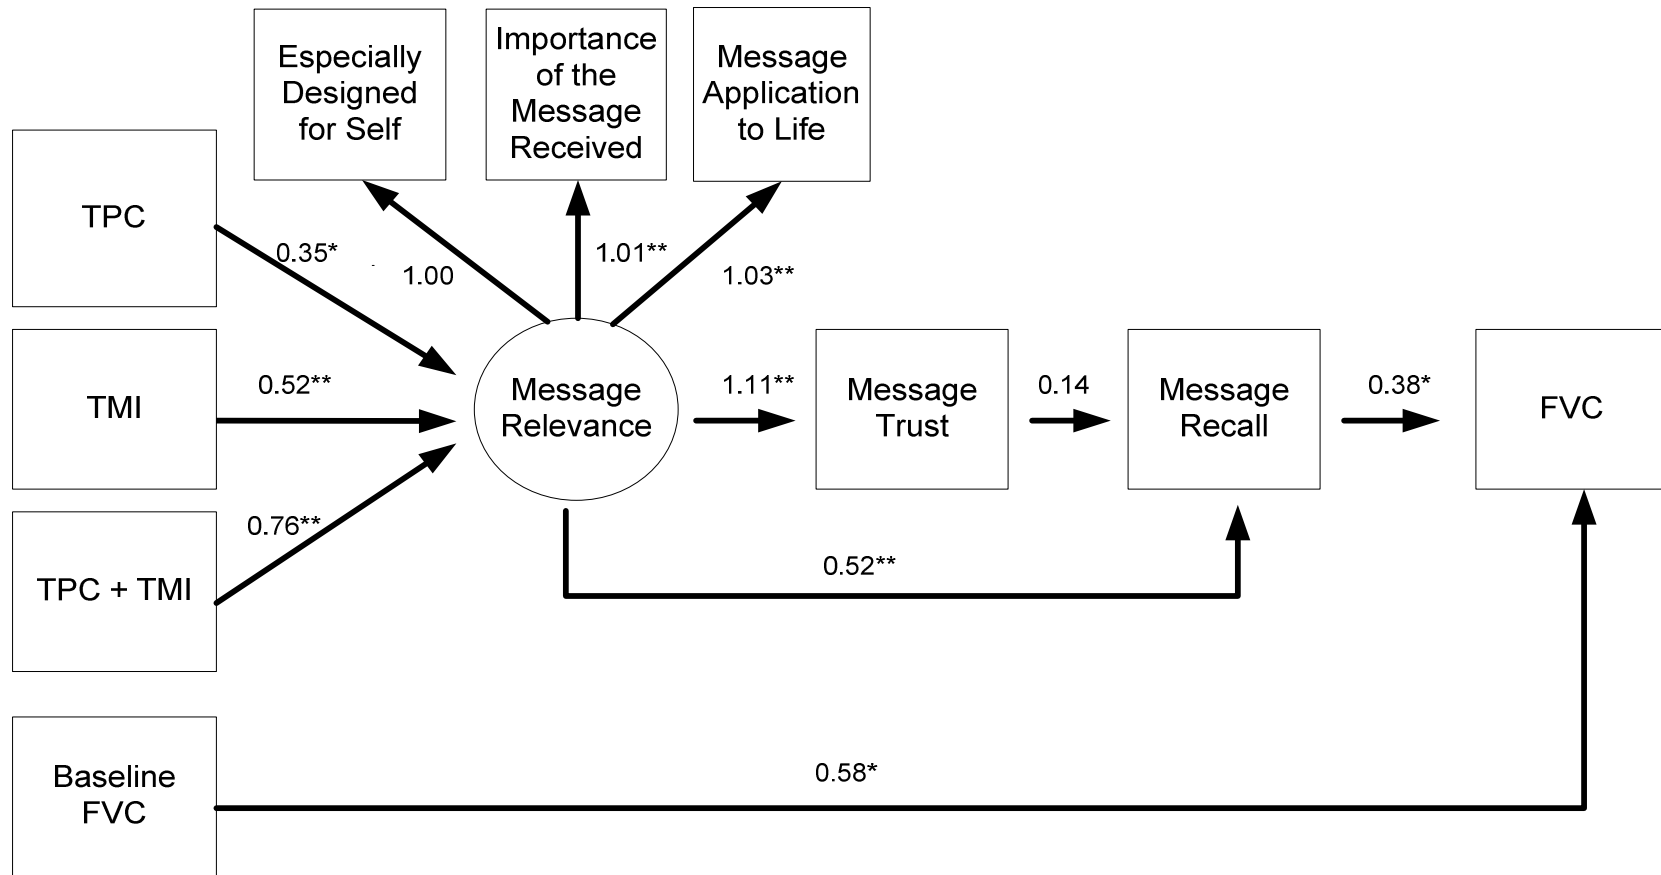 Especially
Designed
for Self
Importance
of the
Message
Received
Message
Application
to Life
TPC
0.35*
1.00
1.01**
1.03**
TMI
0.52**
Message
Relevance
1.11**
Message
Trust
0.14
Message
Recall
0.38*
FVC
TPC + TMI
0.76**
0.52**
Baseline
FVC
0.58*